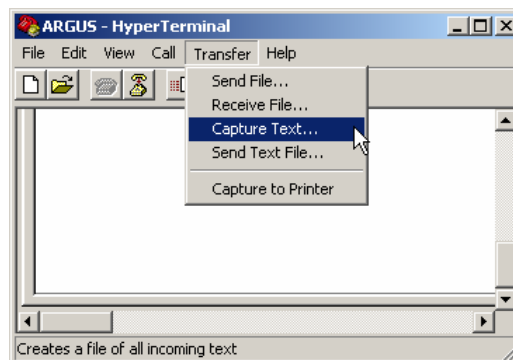 ARGUS - HyperTerminal
File Edit View Call Transfer Help
Send File...
Receive File...
Capture Text...
Send Text File...
Capture to Printer
Creates a file of all incoming text